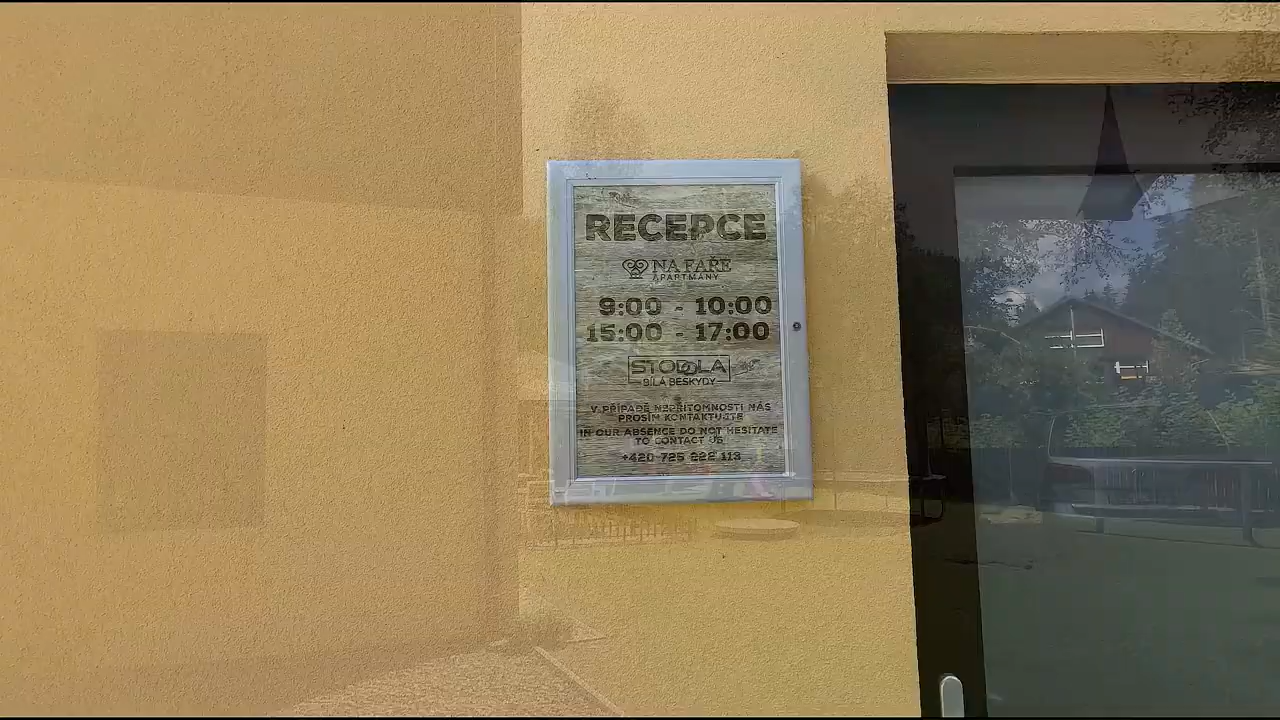 RECEPCE
NA FAŘE
APARTMÁNY
9:00 - 10:00
15:00 - 17:00
STODOLA
BÍLÁ BESKYDY
V PŘÍPADĚ NEPŘÍTOMNOSTI NÁS
PROSÍM KONTAKTUJTE
IN OUR ABSENCE DO NOT HESITATE
TO CONTACT US
+420 725 222 113